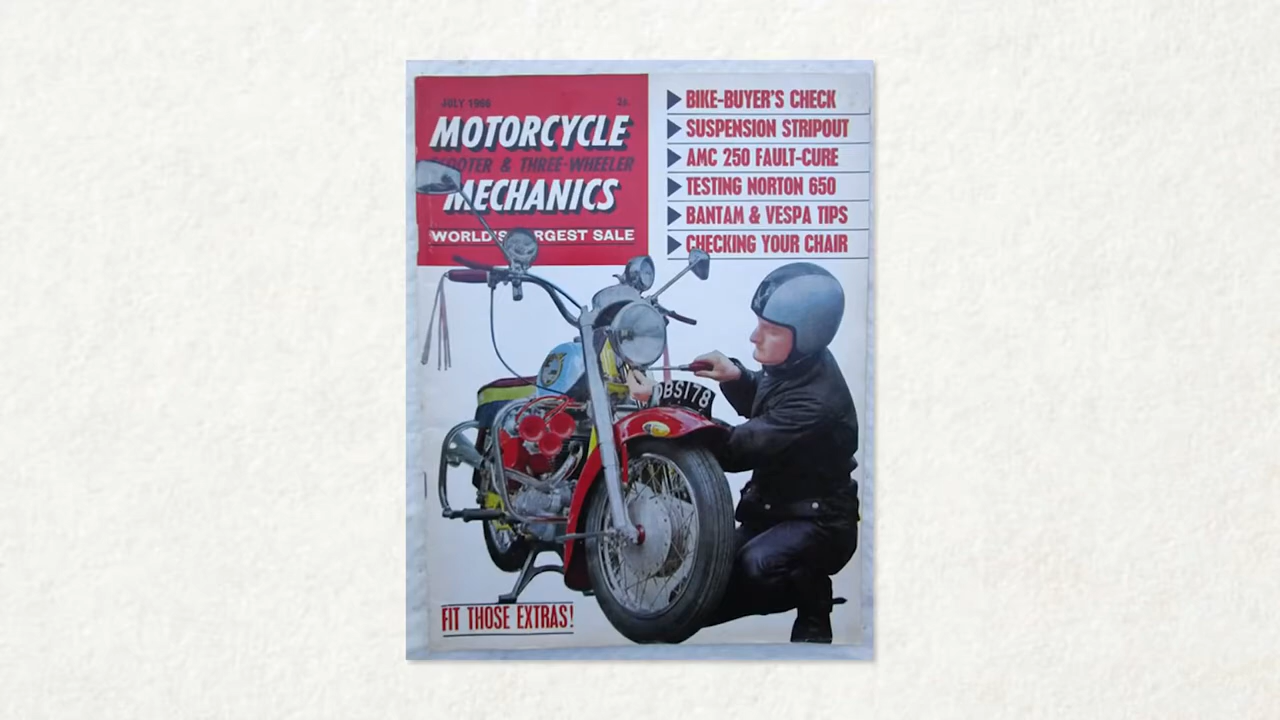 JULY 1966 3s.
MOTORCYCLE
SCOOTER & THREE-WHEELER
MECHANICS
WORLD'S LARGEST SALE
BIKE-BUYER'S CHECK
SUSPENSION STRIPOUT
AMC 250 FAULT-CURE
TESTING NORTON 650
BANTAM & VESPA TIPS
CHECKING YOUR CHAIR
DBS178
FIT THOSE EXTRAS!